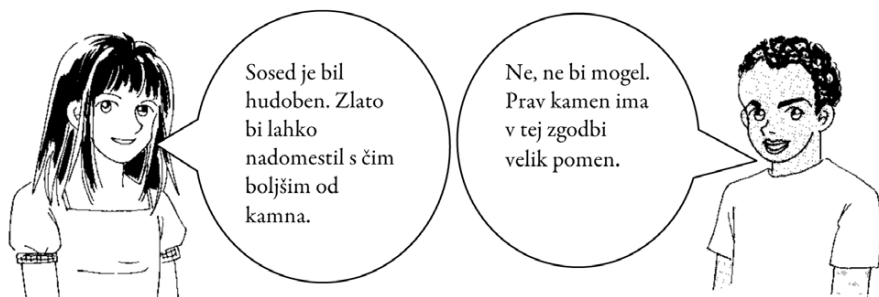 Sosed je bil
hudoben. Zlato
bi lahko
nadomestil s čim
boljšim od
kamna.
Ne, ne bi mogel.
Prav kamen ima
v tej zgodbi
velik pomen.